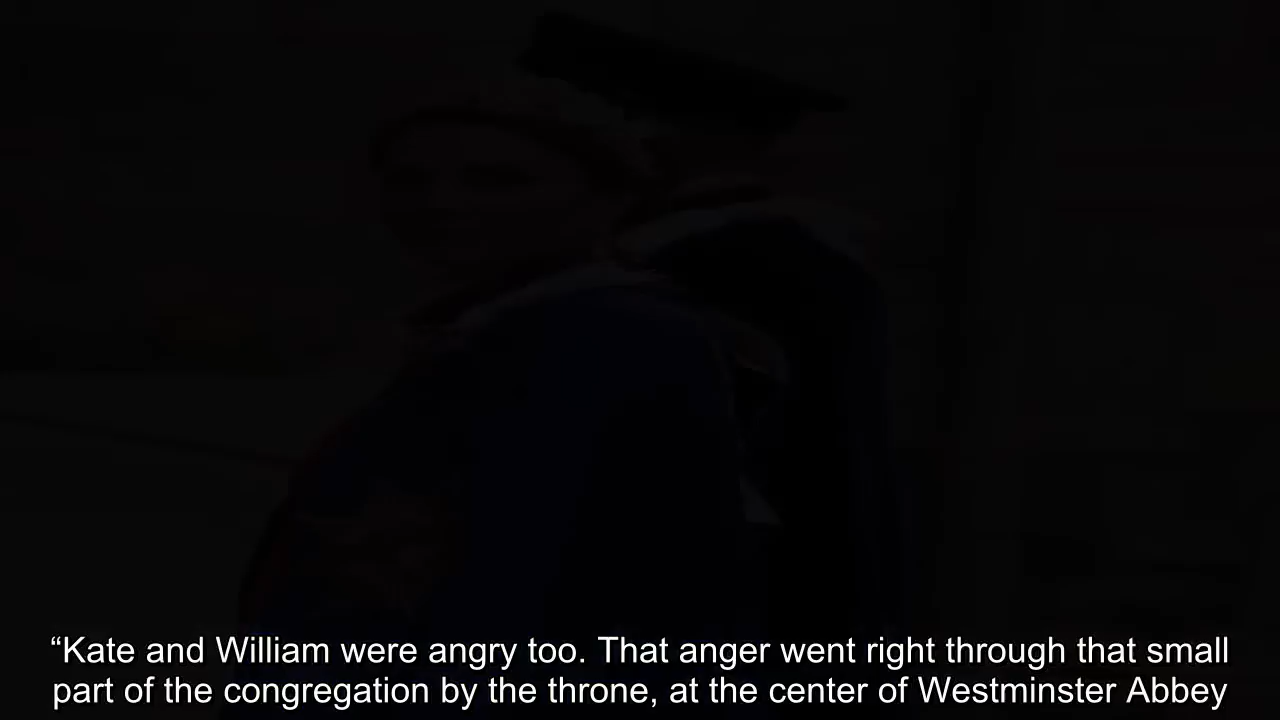 “Kate and William were angry too. That anger went right through that small
part of the congregation by the throne, at the center of Westminster Abbey